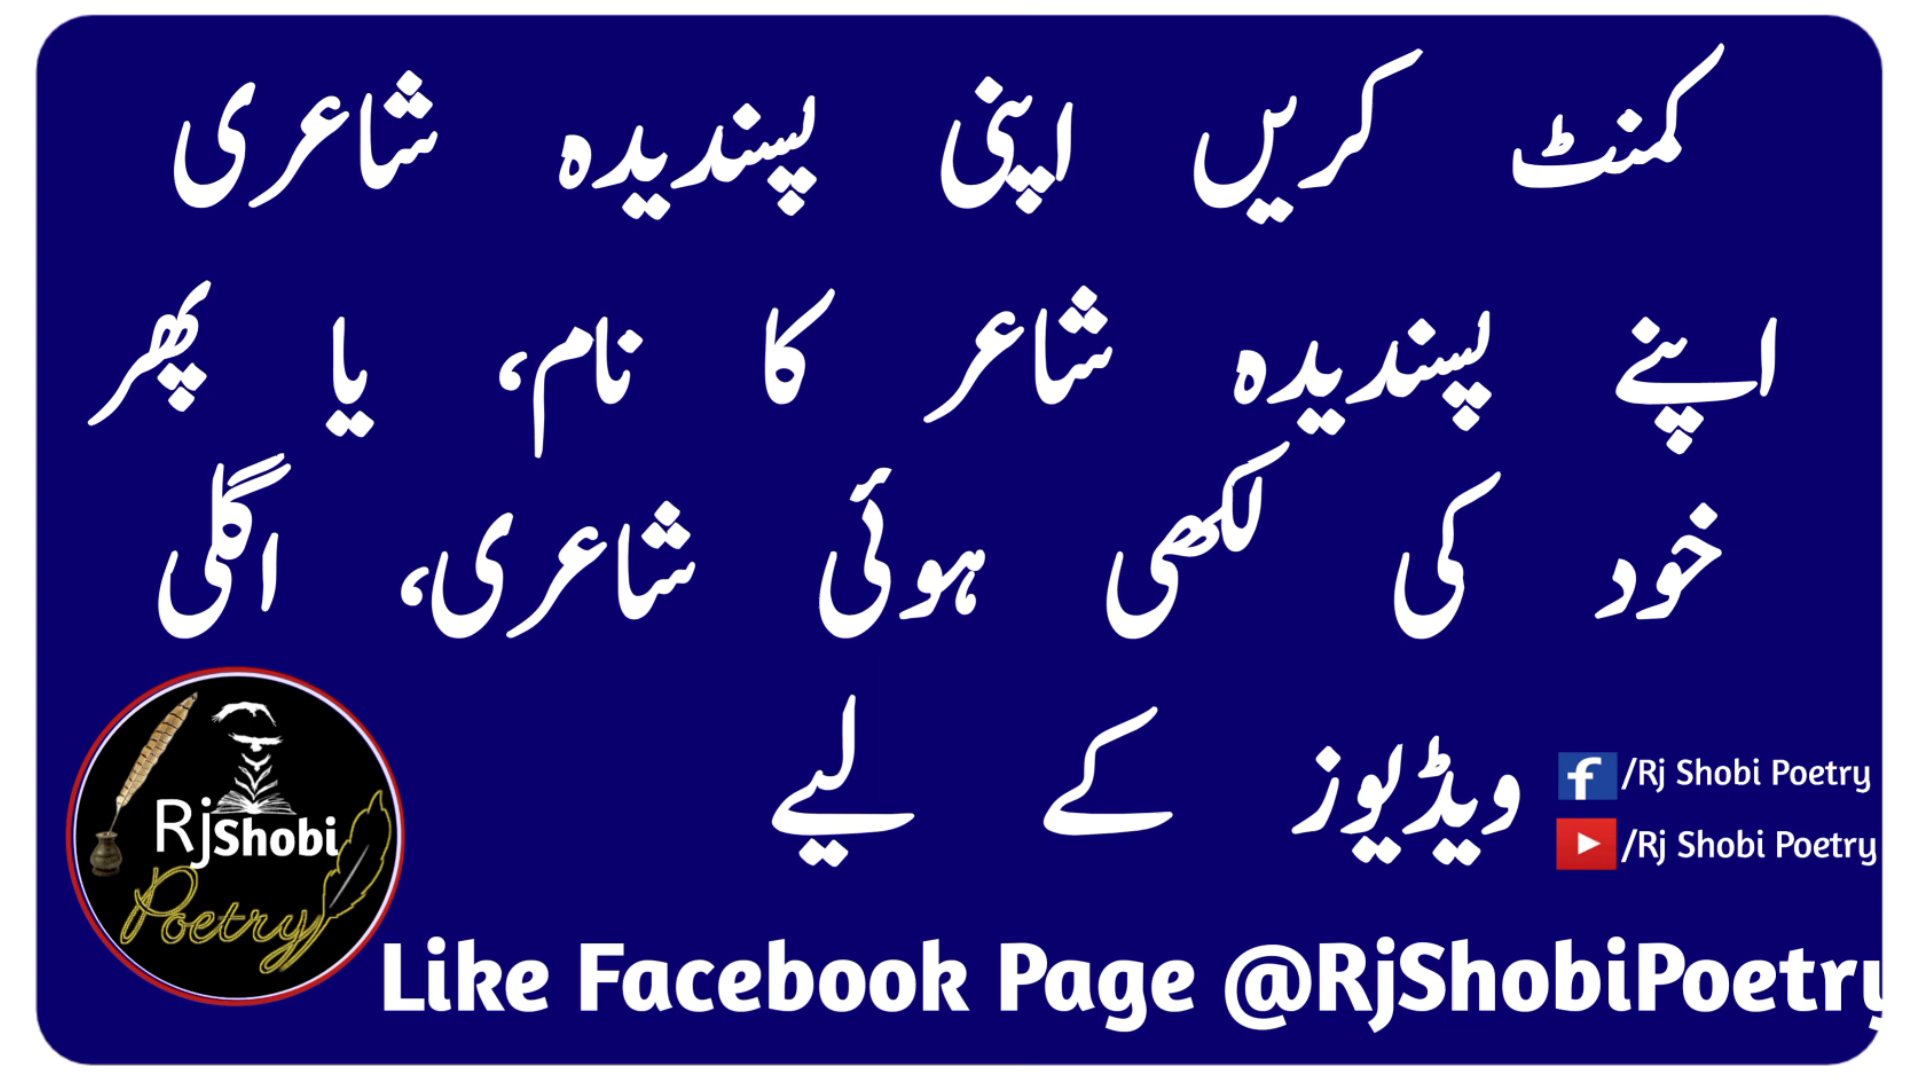 کمنٹ کریں اپنی پسندیدہ شاعری
اپنے پسندیدہ شاعر کا نام، یا پھر
خود کی لکھی ہوئی شاعری، اگلی
ویڈیوز کے لیے
/Rj Shobi Poetry
/Rj Shobi Poetry
RjShobi
Poetry
Like Facebook Page @RjShobiPoetry